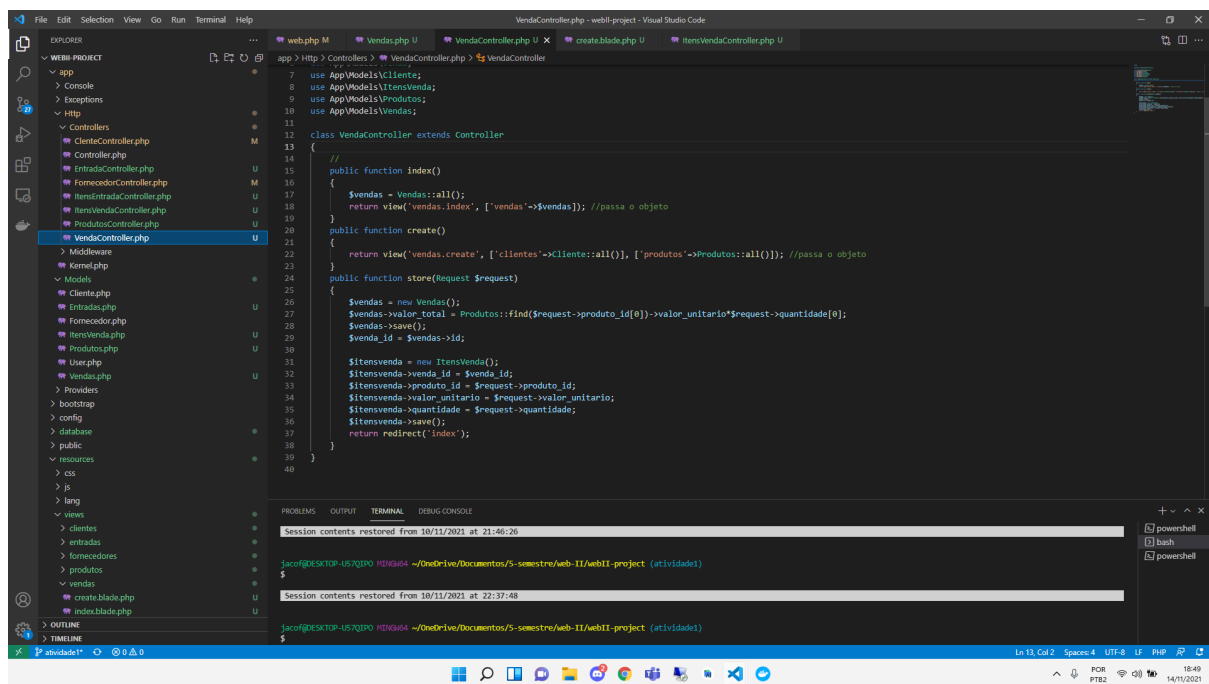 File Edit Selection View Go Run Terminal Help
VendaController.php - webII-project - Visual Studio Code
EXPLORER
WEBII-PROJECT
app
Console
Exceptions
Http
Controllers
ClenteController.php M
Controller.php
EntradaController.php U
FornecedorController.php M
ItensEntradaController.php U
ItensVendaController.php U
ProdutosController.php U
VendaController.php U
Middleware
Kernel.php
Models
Cliente.php
Entradas.php U
Fornecedor.php
ItensVenda.php U
Produtos.php U
User.php
Vendas.php U
Providers
bootstrap
config
database
public
resources
css
js
lang
views
clientes
entradas
fornecedores
produtos
vendas
create.blade.php U
index.blade.php U
OUTLINE
TIMELINE
27
1
web.php M Vendas.php U VendaController.php U create.blade.php U ItensVendaController.php U
app > Http > Controllers > VendaController.php > VendaController
7 use App\Models\Cliente;
8 use App\Models\ItensVenda;
9 use App\Models\Produtos;
10 use App\Models\Vendas;
11
12 class VendaController extends Controller
13 {
14 //
15 public function index()
16 {
17 $vendas = Vendas::all();
18 return view('vendas.index', ['vendas'=>$vendas]); //passa o objeto
19 }
20 public function create()
21 {
22 return view('vendas.create', ['clientes'=>Cliente::all()], ['produtos'=>Produtos::all()]); //passa o objeto
23 }
24 public function store(Request $request)
25 {
26 $vendas = new Vendas();
27 $vendas->valor_total = Produtos::find($request->produto_id[0])->valor_unitario*$request->quantidade[0];
28 $vendas->save();
29 $venda_id = $vendas->id;
30
31 $itensvenda = new ItensVenda();
32 $itensvenda->venda_id = $venda_id;
33 $itensvenda->produto_id = $request->produto_id;
34 $itensvenda->valor_unitario = $request->valor_unitario;
35 $itensvenda->quantidade = $request->quantidade;
36 $itensvenda->save();
37 return redirect('index');
38 }
39 }
40
PROBLEMS OUTPUT TERMINAL DEBUG CONSOLE
Session contents restored from 10/11/2021 at 21:46:26
jacof@DESKTOP-US7QIPO MINGW64 ~/OneDrive/Documentos/5-semestre/web-II/webII-project (atividade1)
$
Session contents restored from 10/11/2021 at 22:37:48
jacof@DESKTOP-US7QIPO MINGW64 ~/OneDrive/Documentos/5-semestre/web-II/webII-project (atividade1)
$
powershell
bash
powershell
atividade1* 0 0 Ln 13, Col 2 Spaces: 4 UTF-8 LF PHP
POR
PTB2
18:49
14/11/2021